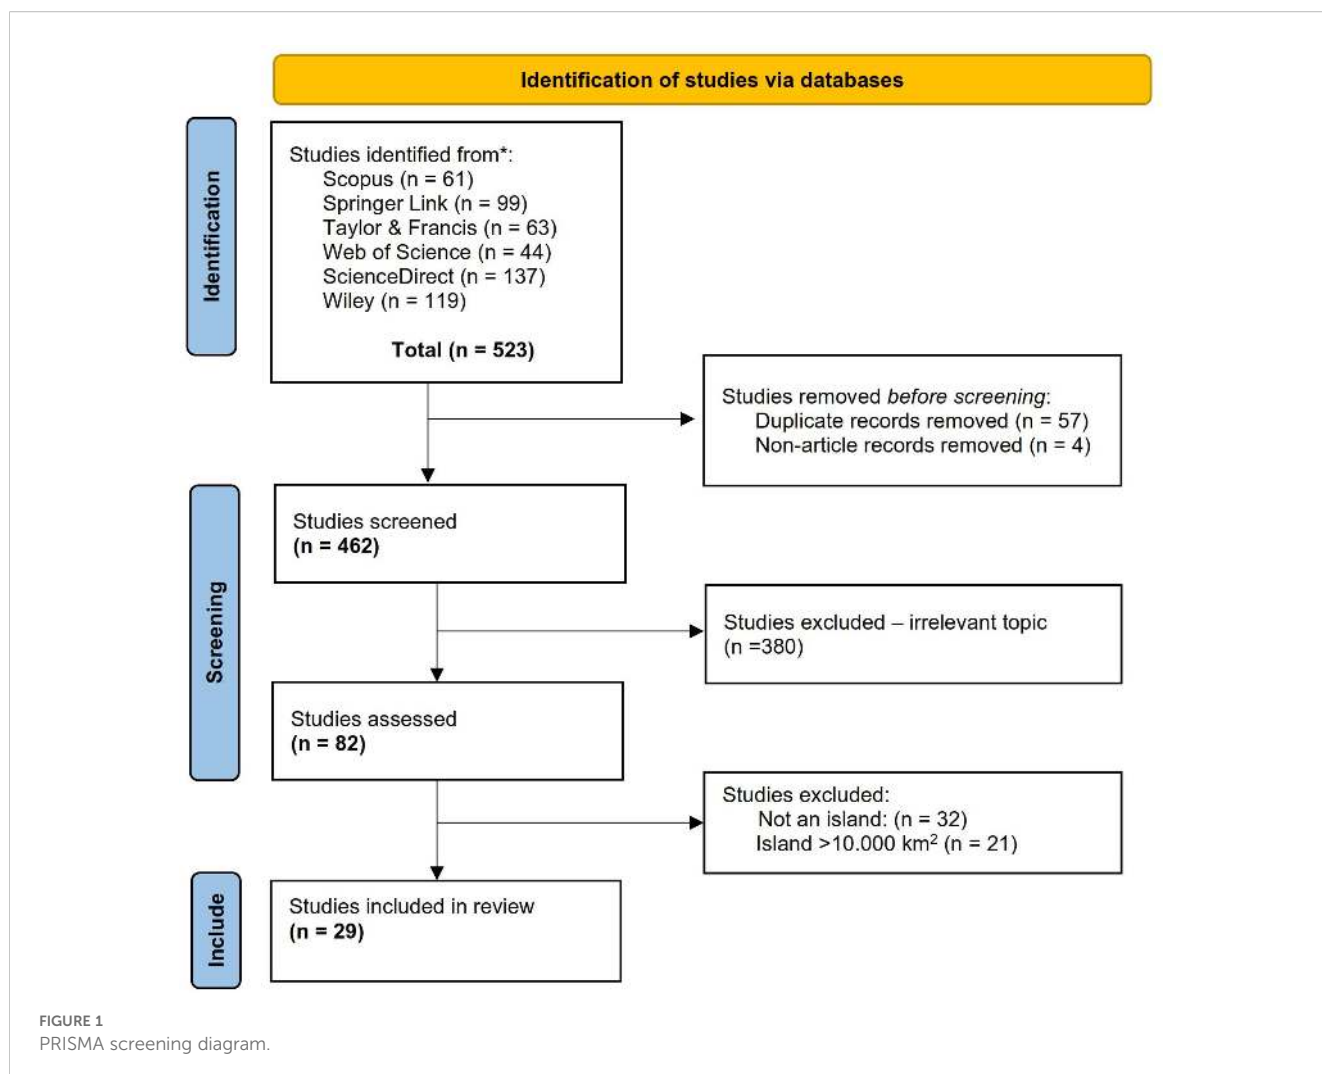 Identification of studies via databases
Identification
Studies identified from*:
Scopus (n = 61)
Springer Link (n = 99)
Taylor & Francis (n = 63)
Web of Science (n = 44)
ScienceDirect (n = 137)
Wiley (n = 119)
Total (n = 523)
Studies removed before screening:
Duplicate records removed (n = 57)
Non-article records removed (n = 4)
Screening
Studies screened
(n = 462)
Studies excluded – irrelevant topic
(n =380)
Studies assessed
(n = 82)
Studies excluded:
Not an island: (n = 32)
Island >10.000 km² (n = 21)
Include
Studies included in review
(n = 29)
FIGURE 1
PRISMA screening diagram.